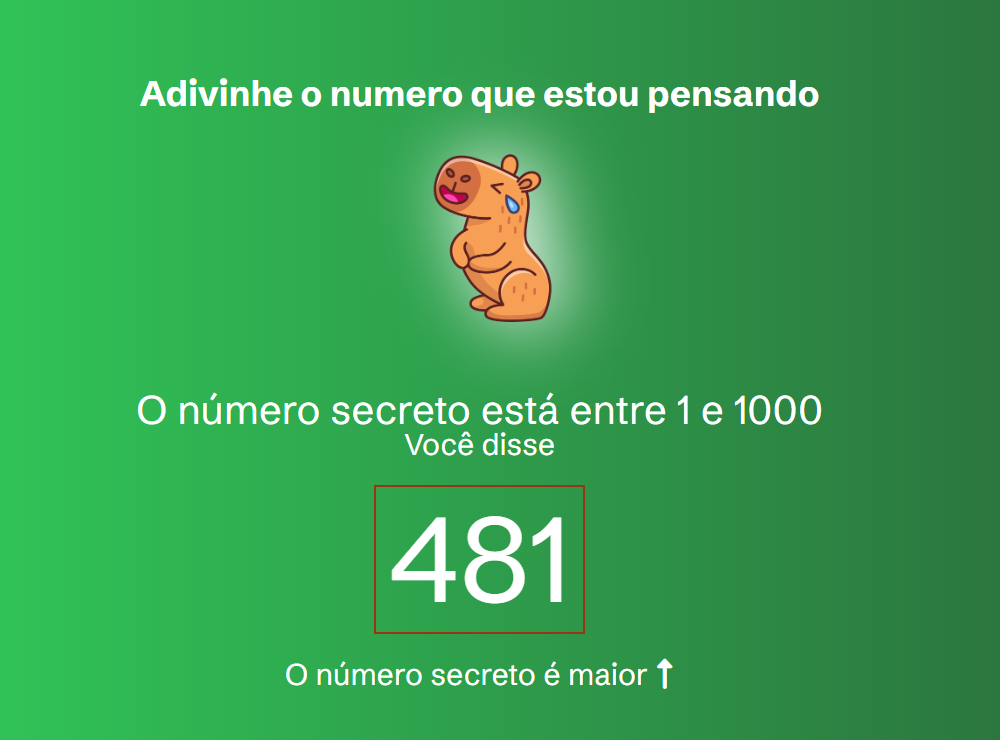 Adivinhe o numero que estou pensando
O número secreto está entre 1 e 1000
Você disse
481
O número secreto é maior ↑